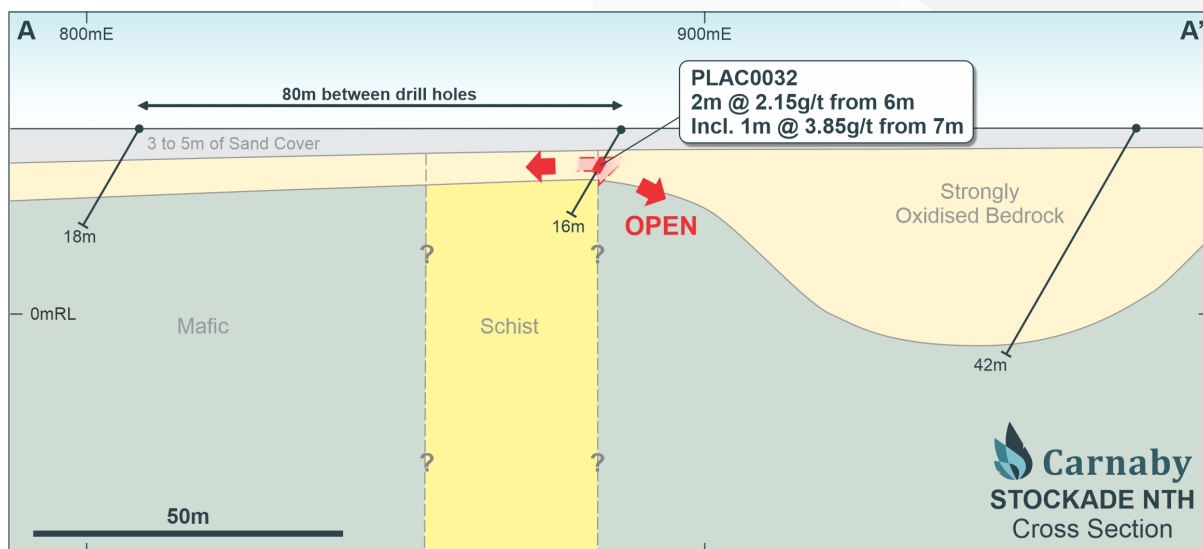 A
800mE
900mE
A'
PLAC0032
2m @ 2.15g/t from 6m
Incl. 1m @ 3.85g/t from 7m
80m between drill holes
3 to 5m of Sand Cover
Strongly
Oxidised Bedrock
18m
16m
OPEN
?
?
0mRL
Mafic
Schist
42m
?
?
Carnaby
STOCKADE NTH
Cross Section
50m